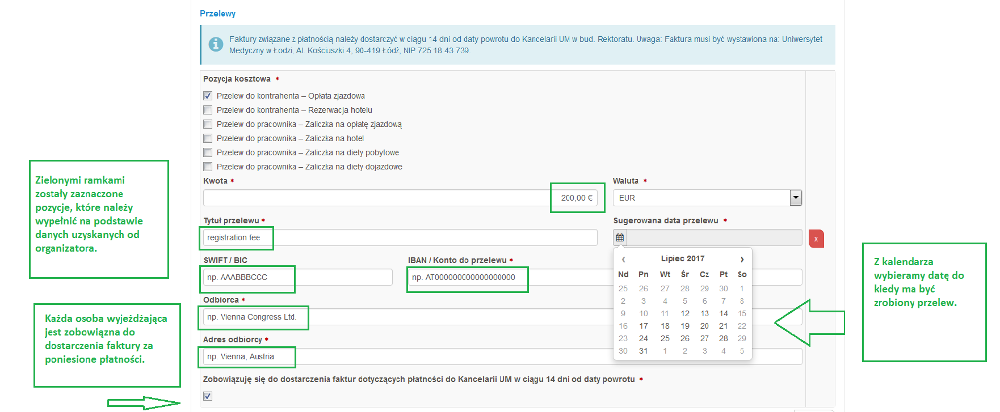 Przelewy
Faktury związane z płatnością należy dostarczyć w ciągu 14 dni od daty powrotu do Kancelarii UM w bud. Rektoratu. Uwaga: Faktura musi być wystawiona na: Uniwersytet
Medyczny w Łodzi, Al. Kościuszki 4, 90-419 Łódź, NIP 725 18 43 739.
Pozycja kosztowa *
Przelew do kontrahenta – Opłata zjazdowa
Przelew do kontrahenta – Rezerwacja hotelu
Przelew do pracownika – Zaliczka na opłatę zjazdową
Przelew do pracownika – Zaliczka na hotel
Przelew do pracownika – Zaliczka na diety pobytowe
Przelew do pracownika – Zaliczka na diety dojazdowe
Kwota *
200,00 €
Waluta *
EUR
Tytuł przelewu *
registration fee
Sugerowana data przelewu *
x
SWIFT / BIC
np. AAABBBCCC
IBAN / Konto do przelewu *
np. AT000000000000000000
Lipiec 2017
Nd Pn Wt Śr Cz Pt So
25 26 27 28 29 30 1
2 3 4 5 6 7 8
9 10 11 12 13 14 15
16 17 18 19 20 21 22
23 24 25 26 27 28 29
30 31 1 2 3 4 5
Odbiorca *
np. Vienna Congress Ltd.
Adres odbiorcy *
np. Vienna, Austria
Zobowiązuję się do dostarczenia faktur dotyczących płatności do Kancelarii UM w ciągu 14 dni od daty powrotu *
Zielonymi ramkami
zostały zaznaczone
pozycje, które należy
wypełnić na podstawie
danych uzyskanych od
organizatora.
Każda osoba wyjeżdżająca
jest zobowiązna do
dostarczenia faktury za
poniesione płatności.
Z kalendarza
wybieramy datę do
kiedy ma być
zrobiony przelew.